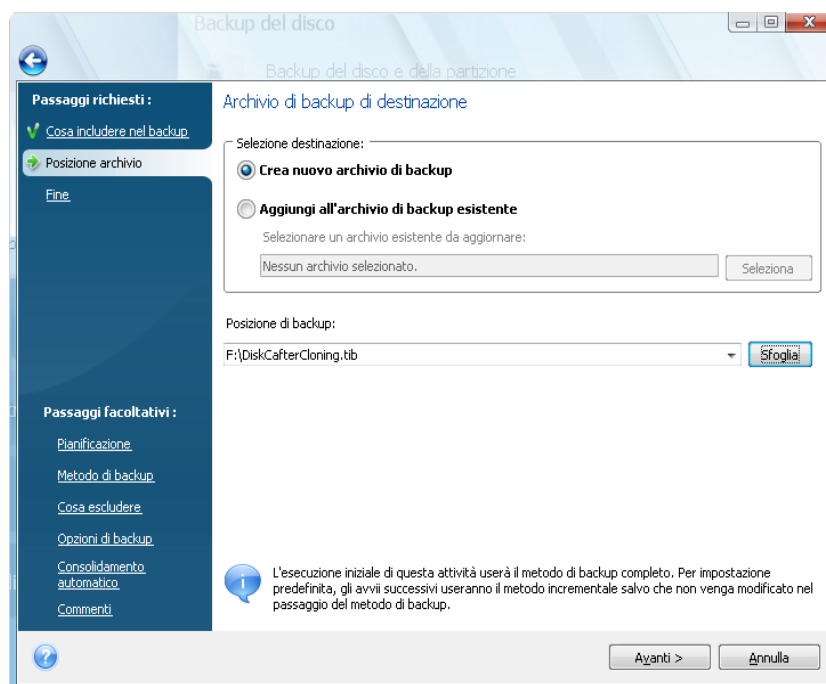 Backup del disco
Backup del disco e della partizione
Passaggi richiesti :
Cosa includere nel backup
Posizione archivio
Fine
Archivio di backup di destinazione
Selezione destinazione:
Crea nuovo archivio di backup
Aggiungi all'archivio di backup esistente
Selezionare un archivio esistente da aggiornare:
Nessun archivio selezionato.
Seleziona
Posizione di backup:
F:\DiskCafterCloning.tib
Sfoglia
Passaggi facoltativi :
Pianificazione
Metodo di backup
Cosa escludere
Opzioni di backup
Consolidamento
automatico
Commenti
L'esecuzione iniziale di questa attività userà il metodo di backup completo. Per impostazione
predefinita, gli avvii successivi useranno il metodo incrementale salvo che non venga modificato nel
passaggio del metodo di backup.
Avanti >
Annulla